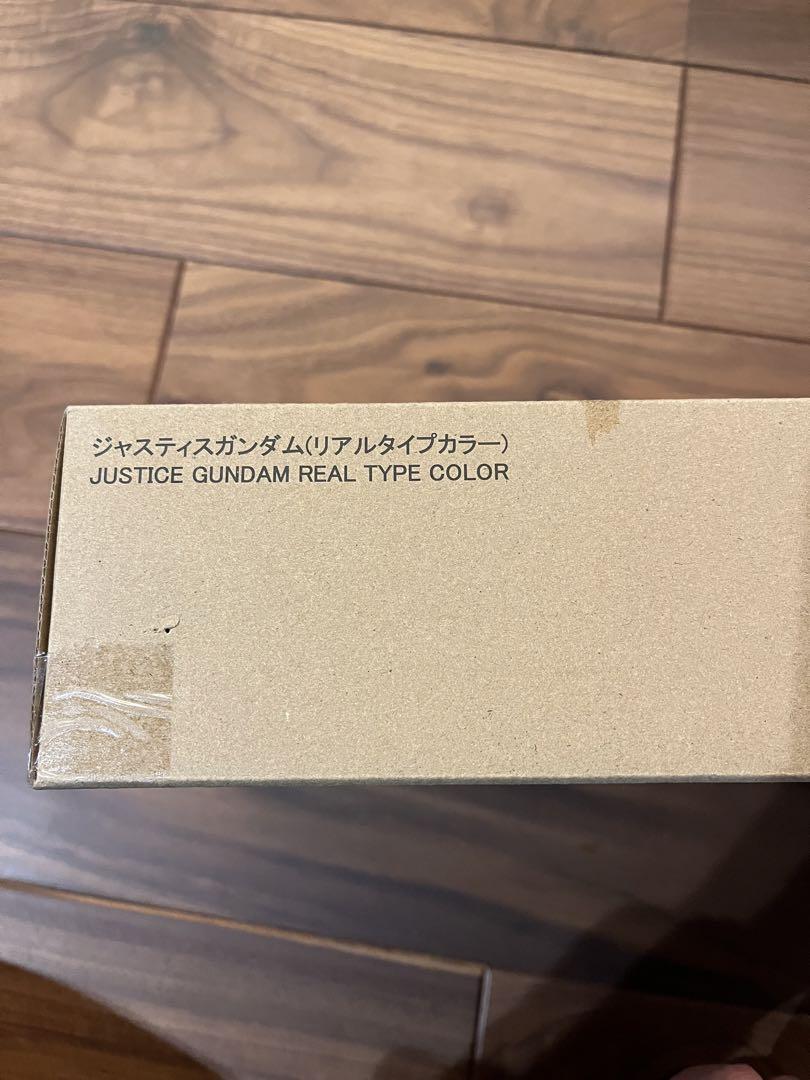 ジャスティスガンダム(リアルタイプカラー)
JUSTICE GUNDAM REAL TYPE COLOR